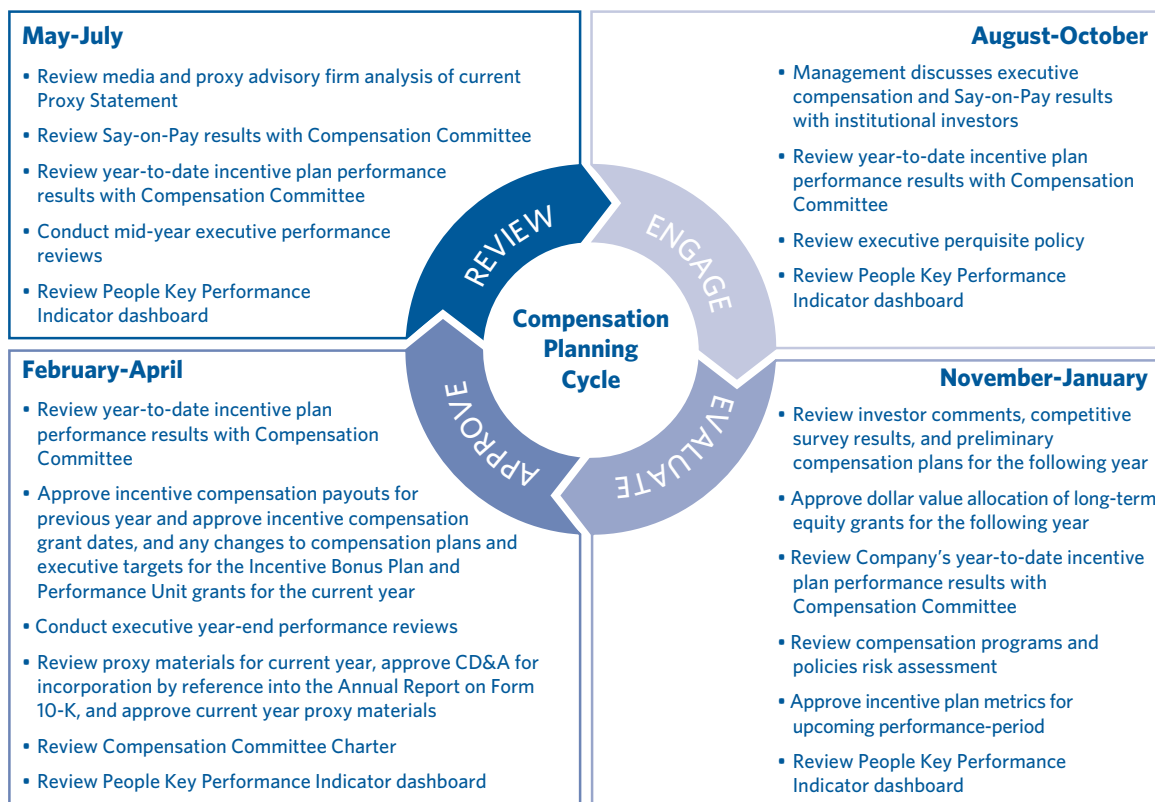 May-July
• Review media and proxy advisory firm analysis of current
Proxy Statement
• Review Say-on-Pay results with Compensation Committee
• Review year-to-date incentive plan performance
results with Compensation Committee
• Conduct mid-year executive performance
reviews
• Review People Key Performance
Indicator dashboard
August-October
• Management discusses executive
compensation and Say-on-Pay results
with institutional investors
• Review year-to-date incentive plan
performance results with Compensation
Committee
• Review executive perquisite policy
• Review People Key Performance
Indicator dashboard
REVIEW
ENGAGE
Compensation
Planning
Cycle
APPROVE
EVALUATE
February-April
• Review year-to-date incentive plan
performance results with Compensation
Committee
• Approve incentive compensation payouts for
previous year and approve incentive compensation
grant dates, and any changes to compensation plans and
executive targets for the Incentive Bonus Plan and
Performance Unit grants for the current year
• Conduct executive year-end performance reviews
• Review proxy materials for current year, approve CD&A for
incorporation by reference into the Annual Report on Form
10-K, and approve current year proxy materials
• Review Compensation Committee Charter
• Review People Key Performance Indicator dashboard
November-January
• Review investor comments, competitive
survey results, and preliminary
compensation plans for the following year
• Approve dollar value allocation of long-term
equity grants for the following year
• Review Company's year-to-date incentive
plan performance results with
Compensation Committee
• Review compensation programs and
policies risk assessment
• Approve incentive plan metrics for
upcoming performance-period
• Review People Key Performance
Indicator dashboard